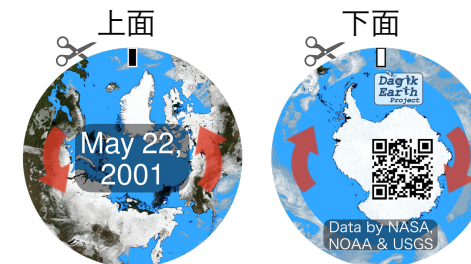 上面
下面
May 22,
2001
Dagik
Earth
Project
Data by NASA,
NOAA & USGS